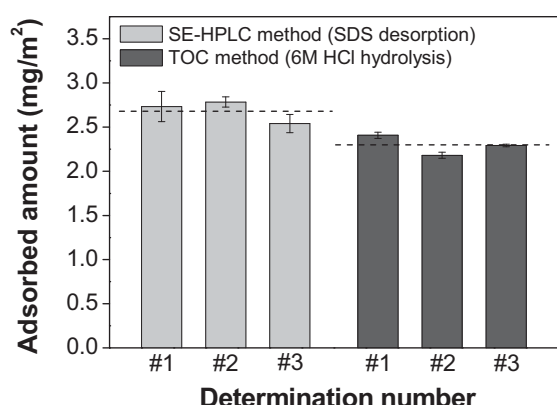 SE-HPLC method (SDS desorption)
TOC method (6M HCl hydrolysis)
Adsorbed amount (mg/m²)
3.5
3.0
2.5
2.0
1.5
1.0
0.5
0.0
#1 #2 #3 #1 #2 #3
Determination number